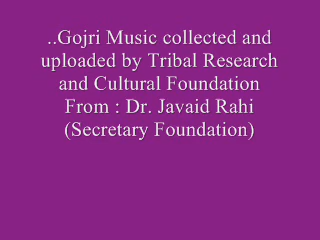 ..Gojri Music collected and
uploaded by Tribal Research
and Cultural Foundation
From : Dr. Javaid Rahi
(Secretary Foundation)